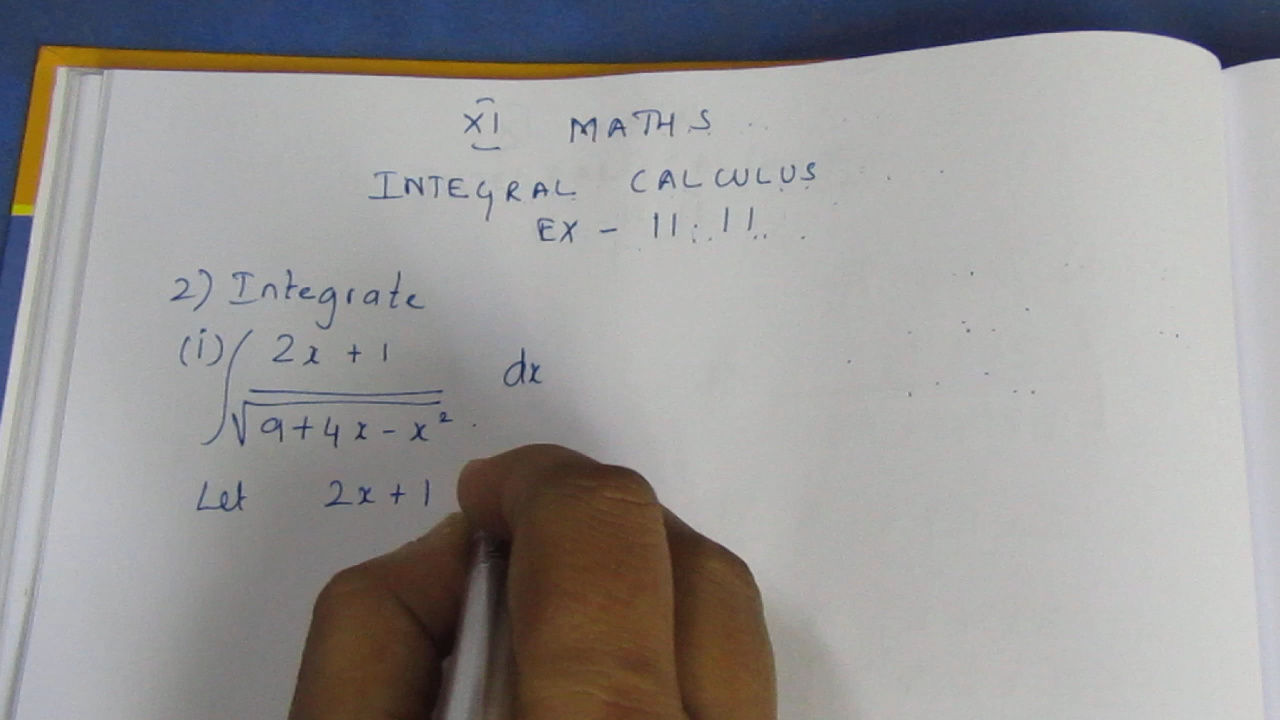 XI MATHS
INTEGRAL CALCULUS
EX - 11.11
2) Integrate
(i) ∫ 2x + 1 / √(9+4x-x²) dx
Let 2x + 1